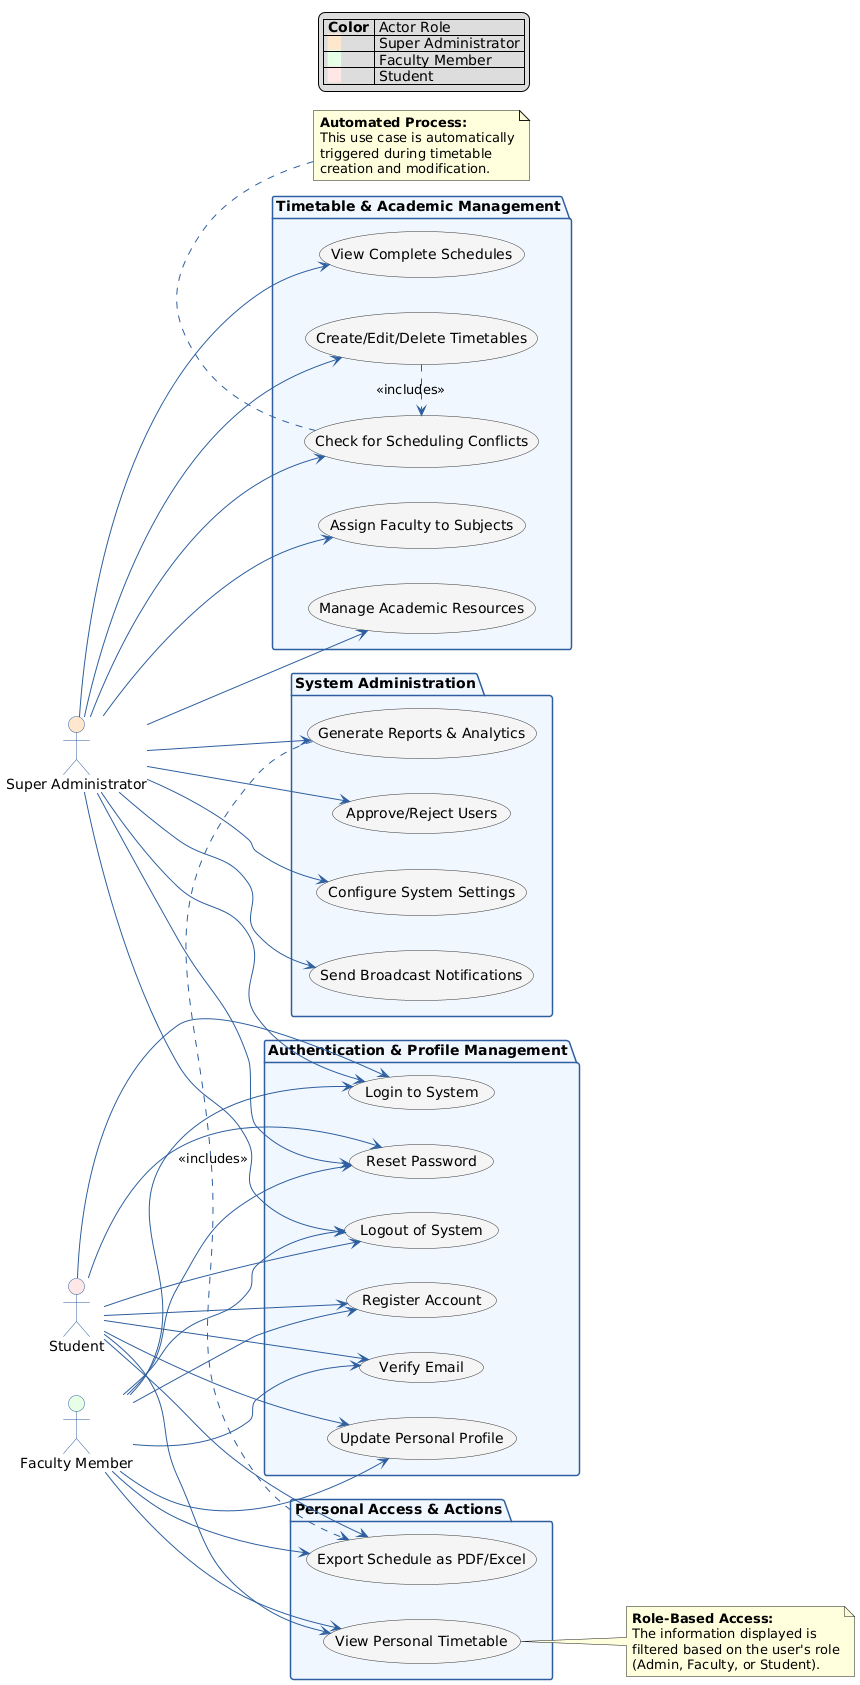 Color Actor Role
Super Administrator
Faculty Member
Student
Automated Process:
This use case is automatically
triggered during timetable
creation and modification.
Timetable & Academic Management
View Complete Schedules
Create/Edit/Delete Timetables
«includes»
Check for Scheduling Conflicts
Assign Faculty to Subjects
Manage Academic Resources
System Administration
Generate Reports & Analytics
Super Administrator
Approve/Reject Users
Configure System Settings
Send Broadcast Notifications
Authentication & Profile Management
Login to System
«includes»
Reset Password
Logout of System
Register Account
Student
Verify Email
Update Personal Profile
Faculty Member
Personal Access & Actions
Export Schedule as PDF/Excel
View Personal Timetable
Role-Based Access:
The information displayed is
filtered based on the user's role
(Admin, Faculty, or Student).